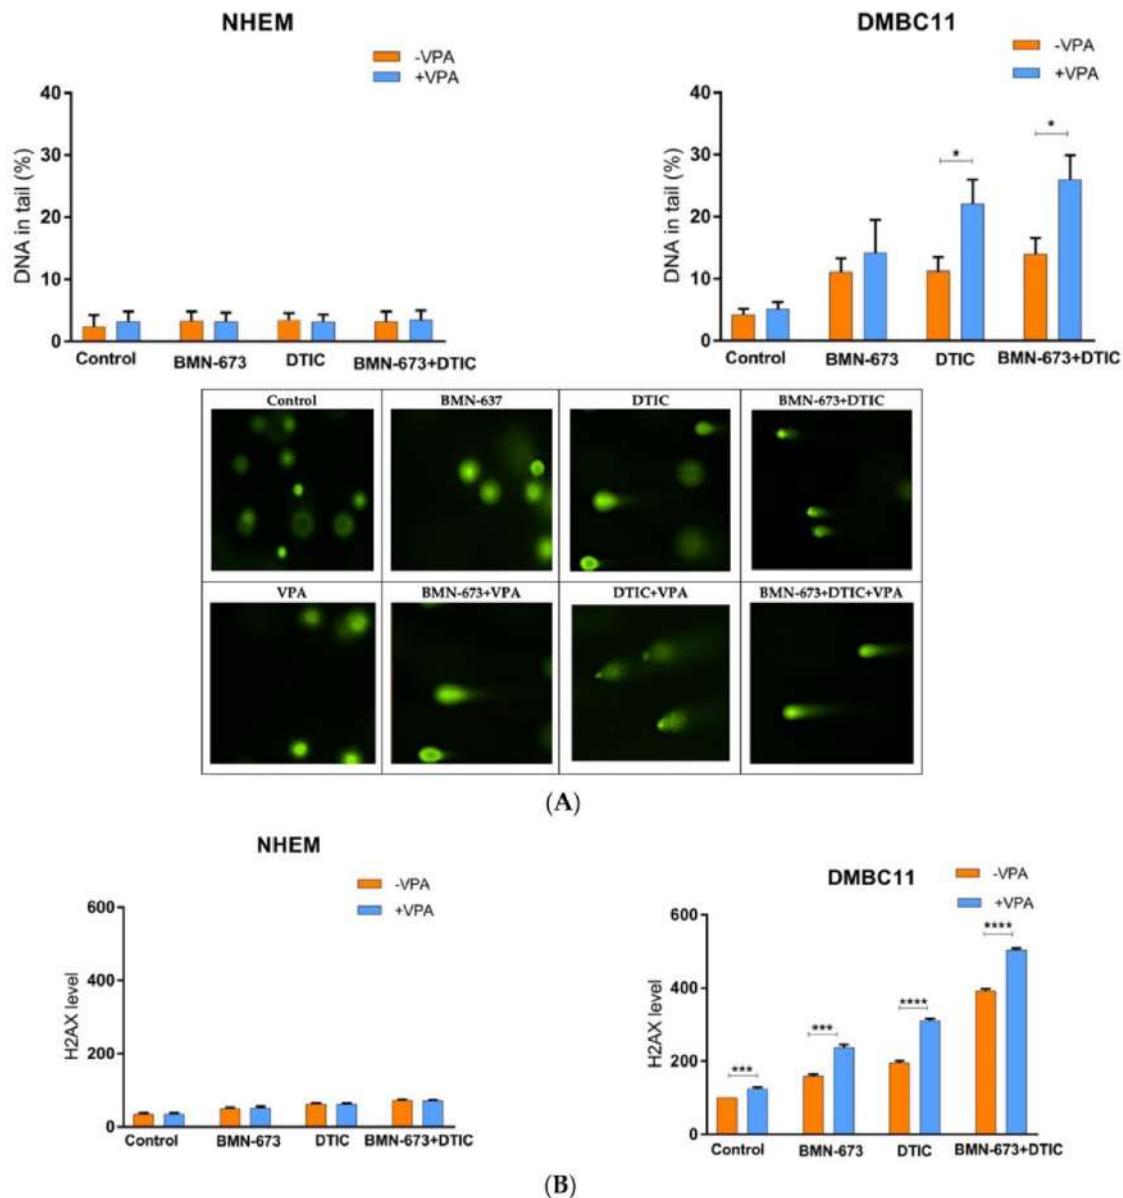 NHEM
-VPA
+VPA
40
30
20
10
0
DNA in tail (%)
Control
BMN-673
DTIC
BMN-673+DTIC
DMBC11
-VPA
+VPA
40
30
20
10
0
DNA in tail (%)
*
*
Control
BMN-673
DTIC
BMN-673+DTIC
Control
BMN-637
DTIC
BMN-673+DTIC
VPA
BMN-673+VPA
DTIC+VPA
BMN-673+DTIC+VPA
(A)
NHEM
-VPA
+VPA
600
400
200
0
H2AX level
Control
BMN-673
DTIC
BMN-673+DTIC
DMBC11
-VPA
+VPA
600
400
200
0
H2AX level
***
***
****
****
Control
BMN-673
DTIC
BMN-673+DTIC
(B)